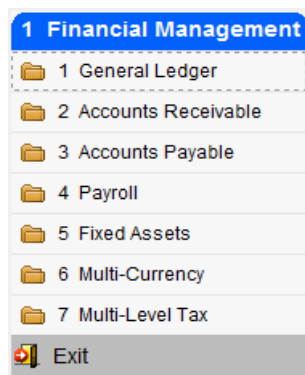 1 Financial Management
1 General Ledger
2 Accounts Receivable
3 Accounts Payable
4 Payroll
5 Fixed Assets
6 Multi-Currency
7 Multi-Level Tax
Exit